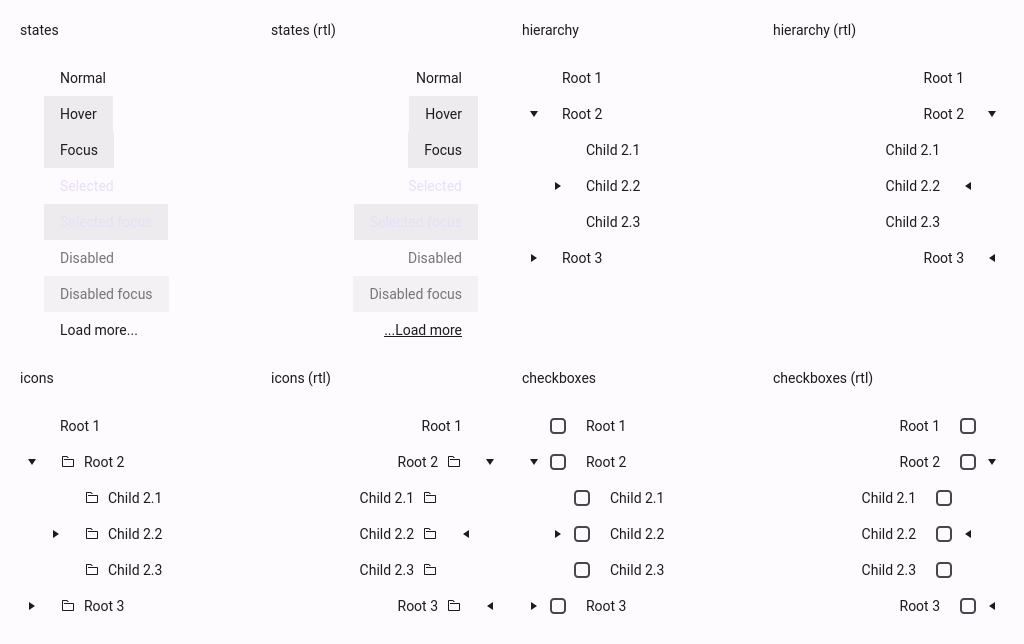 states
Normal
Hover
Focus
Selected
Selected focus
Disabled
Disabled focus
Load more...
states (rtl)
Normal
Hover
Focus
Selected
Selected focus
Disabled
Disabled focus
...Load more
hierarchy
Root 1
Root 2
Child 2.1
Child 2.2
Child 2.3
Root 3
hierarchy (rtl)
Root 1
Root 2
Child 2.1
Child 2.2
Child 2.3
Root 3
icons
Root 1
Root 2
Child 2.1
Child 2.2
Child 2.3
Root 3
icons (rtl)
Root 1
Root 2
Child 2.1
Child 2.2
Child 2.3
Root 3
checkboxes
Root 1
Root 2
Child 2.1
Child 2.2
Child 2.3
Root 3
checkboxes (rtl)
Root 1
Root 2
Child 2.1
Child 2.2
Child 2.3
Root 3